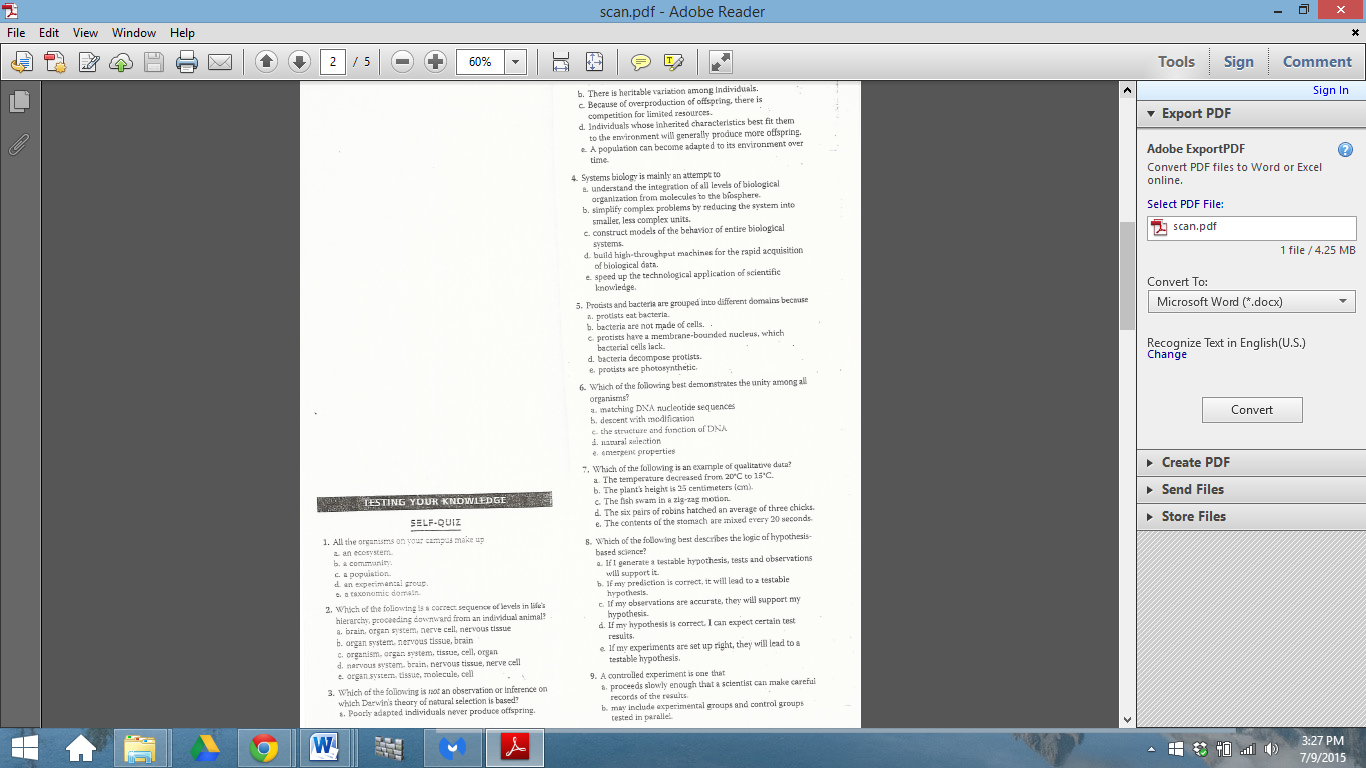 scan.pdf - Adobe Reader
File Edit View Window Help
2 / 5 60% Tools Sign Comment
Sign In
Export PDF
Adobe ExportPDF
Convert PDF files to Word or Excel
online.
Select PDF File:
scan.pdf
1 file / 4.25 MB
Convert To:
Microsoft Word (*.docx)
Recognize Text in English(U.S.)
Change
Convert
Create PDF
Send Files
Store Files
TESTING YOUR KNOWLEDGE
SELF-QUIZ
1. All the organisms on your campus make up
a. an ecosystem.
b. a community.
c. a population.
d. an experimental group.
e. a taxonomic domain.
2. Which of the following is a correct sequence of levels in life's
hierarchy, proceeding downward from an individual animal?
a. brain, organ system, nerve cell, nervous tissue
b. organ system, nervous tissue, brain
c. organism, organ system, tissue, cell, organ
d. nervous system, brain, nervous tissue, nerve cell
e. organ system, tissue, molecule, cell
3. Which of the following is not an observation or inference on
which Darwin's theory of natural selection is based?
a. Poorly adapted individuals never produce offspring.
b. There is heritable variation among individuals.
c. Because of overproduction of offspring, there is
competition for limited resources.
d. Individuals whose inherited characteristics best fit them
to the environment will generally produce more offspring.
e. A population can become adapted to its environment over
time.
4. Systems biology is mainly an attempt to
a. understand the integration of all levels of biological
organization from molecules to the biosphere.
b. simplify complex problems by reducing the system into
smaller, less complex units.
c. construct models of the behavior of entire biological
systems.
d. build high-throughput machines for the rapid acquisition
of biological data.
e. speed up the technological application of scientific
knowledge.
5. Protists and bacteria are grouped into different domains because
a. protists eat bacteria.
b. bacteria are not made of cells.
c. protists have a membrane-bounded nucleus, which
bacterial cells lack.
d. bacteria decompose protists.
e. protists are photosynthetic.
6. Which of the following best demonstrates the unity among all
organisms?
a. matching DNA nucleotide sequences
b. descent with modification
c. the structure and function of DNA
d. natural selection
e. emergent properties
7. Which of the following is an example of qualitative data?
a. The temperature decreased from 20°C to 15°C.
b. The plant's height is 25 centimeters (cm).
c. The fish swam in a zig-zag motion.
d. The six pairs of robins hatched an average of three chicks.
e. The contents of the stomach are mixed every 20 seconds.
8. Which of the following best describes the logic of hypothesis-
based science?
a. If I generate a testable hypothesis, tests and observations
will support it.
b. If my prediction is correct, it will lead to a testable
hypothesis.
c. If my observations are accurate, they will support my
hypothesis.
d. If my hypothesis is correct, I can expect certain test
results.
e. If my experiments are set up right, they will lead to a
testable hypothesis.
9. A controlled experiment is one that
a. proceeds slowly enough that a scientist can make careful
records of the results.
b. may include experimental groups and control groups
tested in parallel.
3:27 PM
7/9/2015